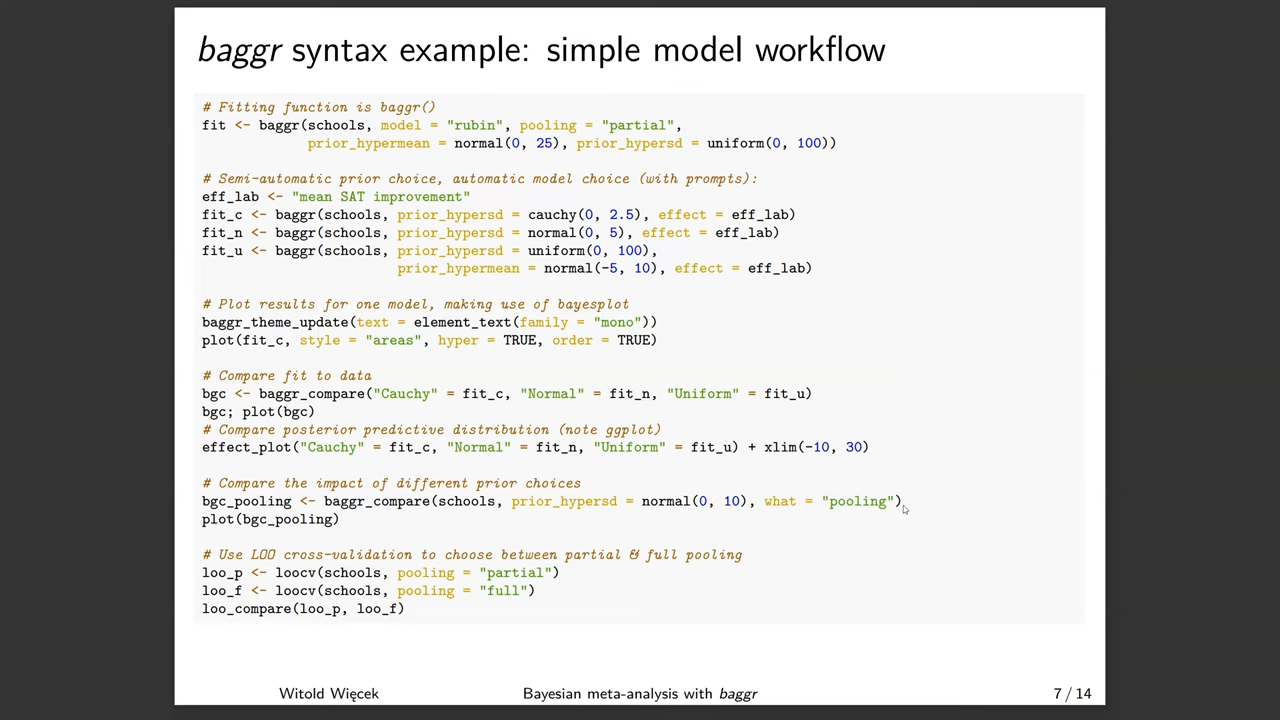 baggr syntax example: simple model workflow
# Fitting function is baggr()
fit <- baggr(schools, model = "rubin", pooling = "partial",
             prior_hypermean = normal(0, 25), prior_hypersd = uniform(0, 100))
# Semi-automatic prior choice, automatic model choice (with prompts):
eff_lab <- "mean SAT improvement"
fit_c <- baggr(schools, prior_hypersd = cauchy(0, 2.5), effect = eff_lab)
fit_n <- baggr(schools, prior_hypersd = normal(0, 5), effect = eff_lab)
fit_u <- baggr(schools, prior_hypersd = uniform(0, 100),
                        prior_hypermean = normal(-5, 10), effect = eff_lab)
# Plot results for one model, making use of bayesplot
baggr_theme_update(text = element_text(family = "mono"))
plot(fit_c, style = "areas", hyper = TRUE, order = TRUE)
# Compare fit to data
bgc <- baggr_compare("Cauchy" = fit_c, "Normal" = fit_n, "Uniform" = fit_u)
bgc; plot(bgc)
# Compare posterior predictive distribution (note ggplot)
effect_plot("Cauchy" = fit_c, "Normal" = fit_n, "Uniform" = fit_u) + xlim(-10, 30)
# Compare the impact of different prior choices
bgc_pooling <- baggr_compare(schools, prior_hypersd = normal(0, 10), what = "pooling")
plot(bgc_pooling)
# Use LOO cross-validation to choose between partial & full pooling
loo_p <- loocv(schools, pooling = "partial")
loo_f <- loocv(schools, pooling = "full")
loo_compare(loo_p, loo_f)
Witold Więcek Bayesian meta-analysis with baggr 7 / 14